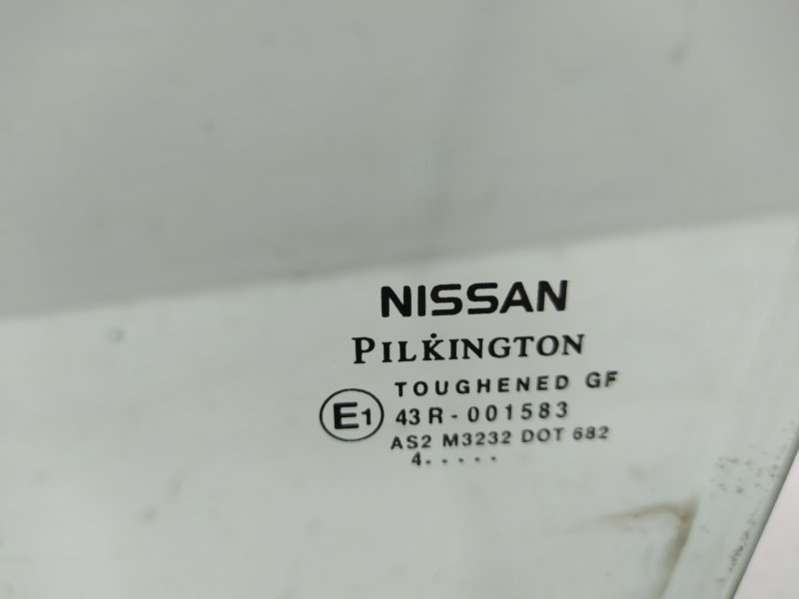 NISSAN
PILKINGTON
TOUGHENED GF
E1 43R-001583
AS2 M3232 DOT 682
4.....